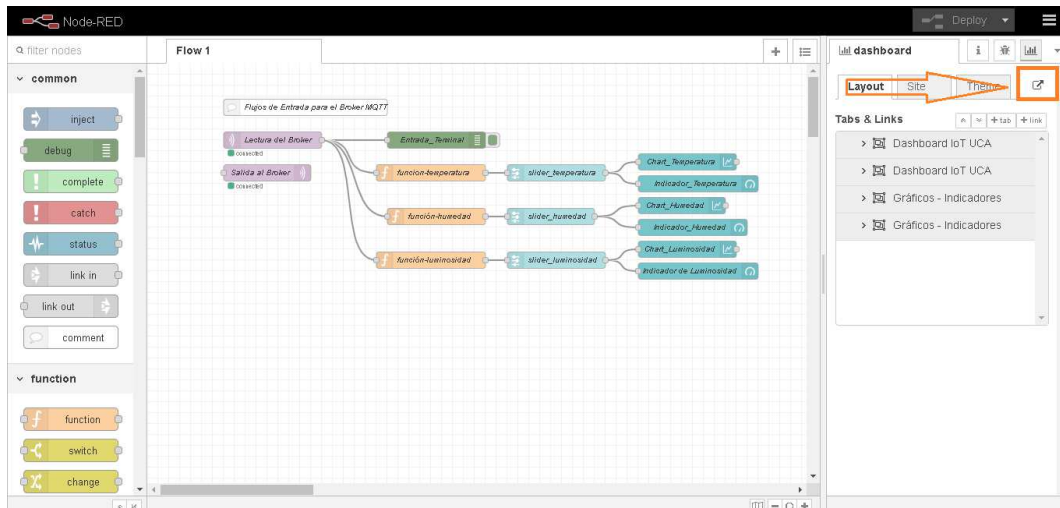 Node-RED
Deploy
filter nodes
Flow 1
dashboard
common
inject
debug
complete
catch
status
link in
link out
comment
function
function
switch
change
Flujos de Entrada para el Broker MQTT
Lectura del Broker
connected
Salida al Broker
connected
Entrada_Teminal
funcion-temperatura
slider_temperatura
Chart_Temperatura
Indicador_Temperatura
función-humedad
slider_humedad
Chart_Humedad
Indicador_Humedad
función-luminosidad
slider_luminosidad
Chart_Luminosidad
Indicador de Luminosidad
Layout
Site
Theme
Tabs & Links
+ tab
+ link
Dashboard IoT UCA
Dashboard IoT UCA
Gráficos - Indicadores
Gráficos - Indicadores